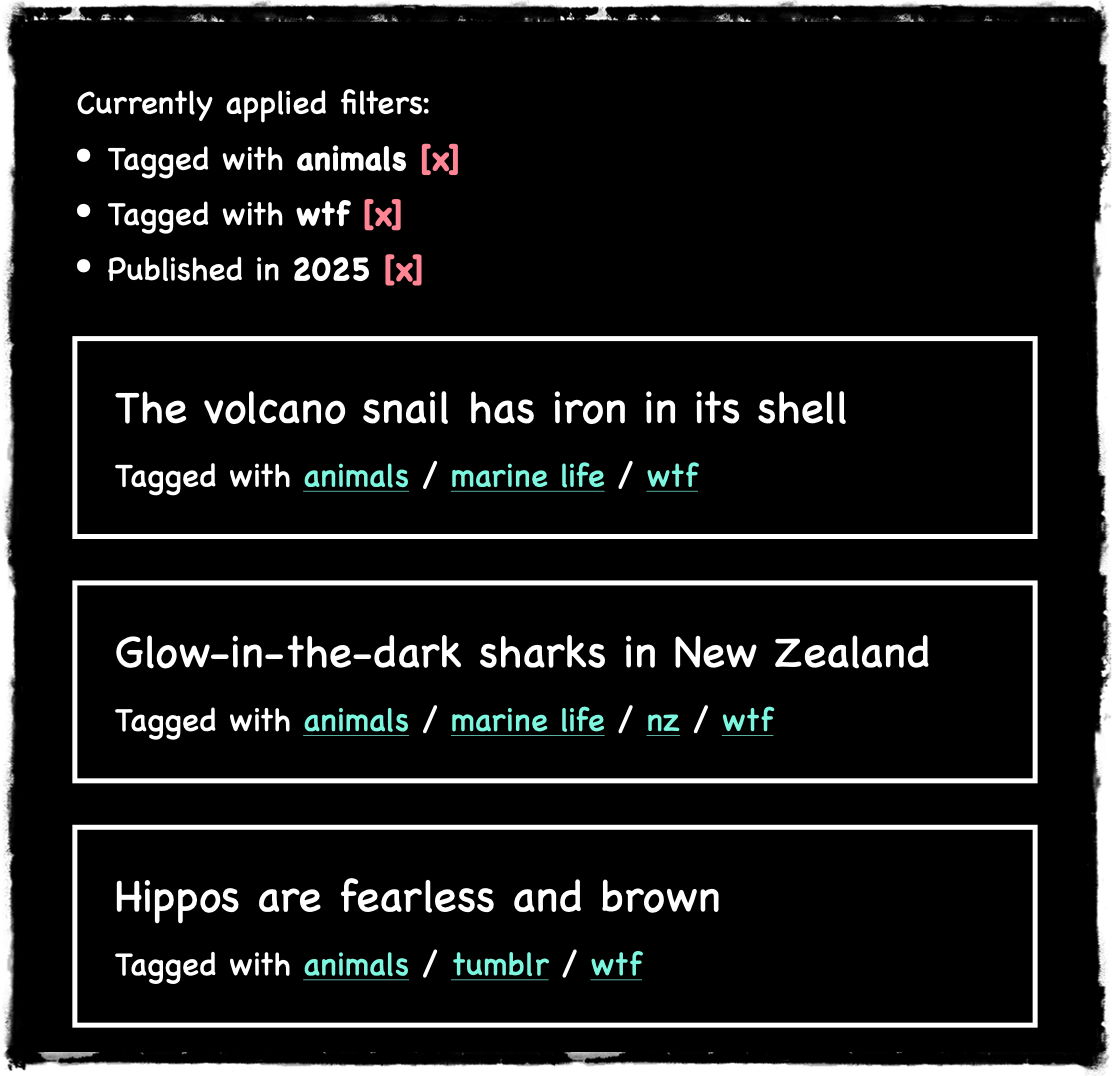 Currently applied filters:
• Tagged with animals [x]
• Tagged with wtf [x]
• Published in 2025 [x]
The volcano snail has iron in its shell
Tagged with animals / marine life / wtf
Glow-in-the-dark sharks in New Zealand
Tagged with animals / marine life / nz / wtf
Hippos are fearless and brown
Tagged with animals / tumblr / wtf